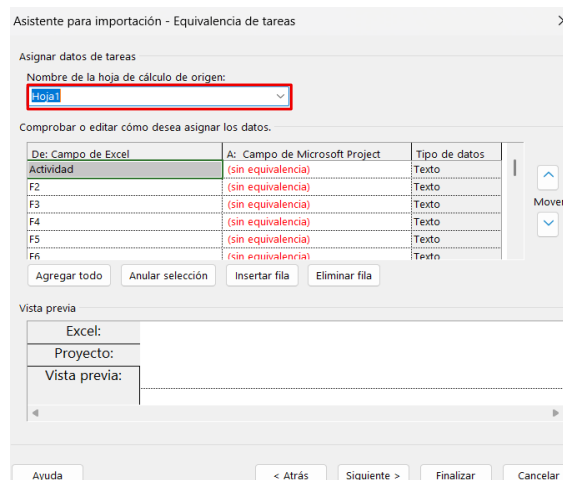 Asistente para importación - Equivalencia de tareas
Asignar datos de tareas
Nombre de la hoja de cálculo de origen:
Hoja1
Comprobar o editar cómo desea asignar los datos.
De: Campo de Excel A: Campo de Microsoft Project Tipo de datos
Actividad (sin equivalencia) Texto
F2 (sin equivalencia) Texto
F3 (sin equivalencia) Texto
F4 (sin equivalencia) Texto
F5 (sin equivalencia) Texto
F6 (sin equivalencia) Texto
Mover
Agregar todo Anular selección Insertar fila Eliminar fila
Vista previa
Excel:
Proyecto:
Vista previa:
Ayuda < Atrás Siguiente > Finalizar Cancelar